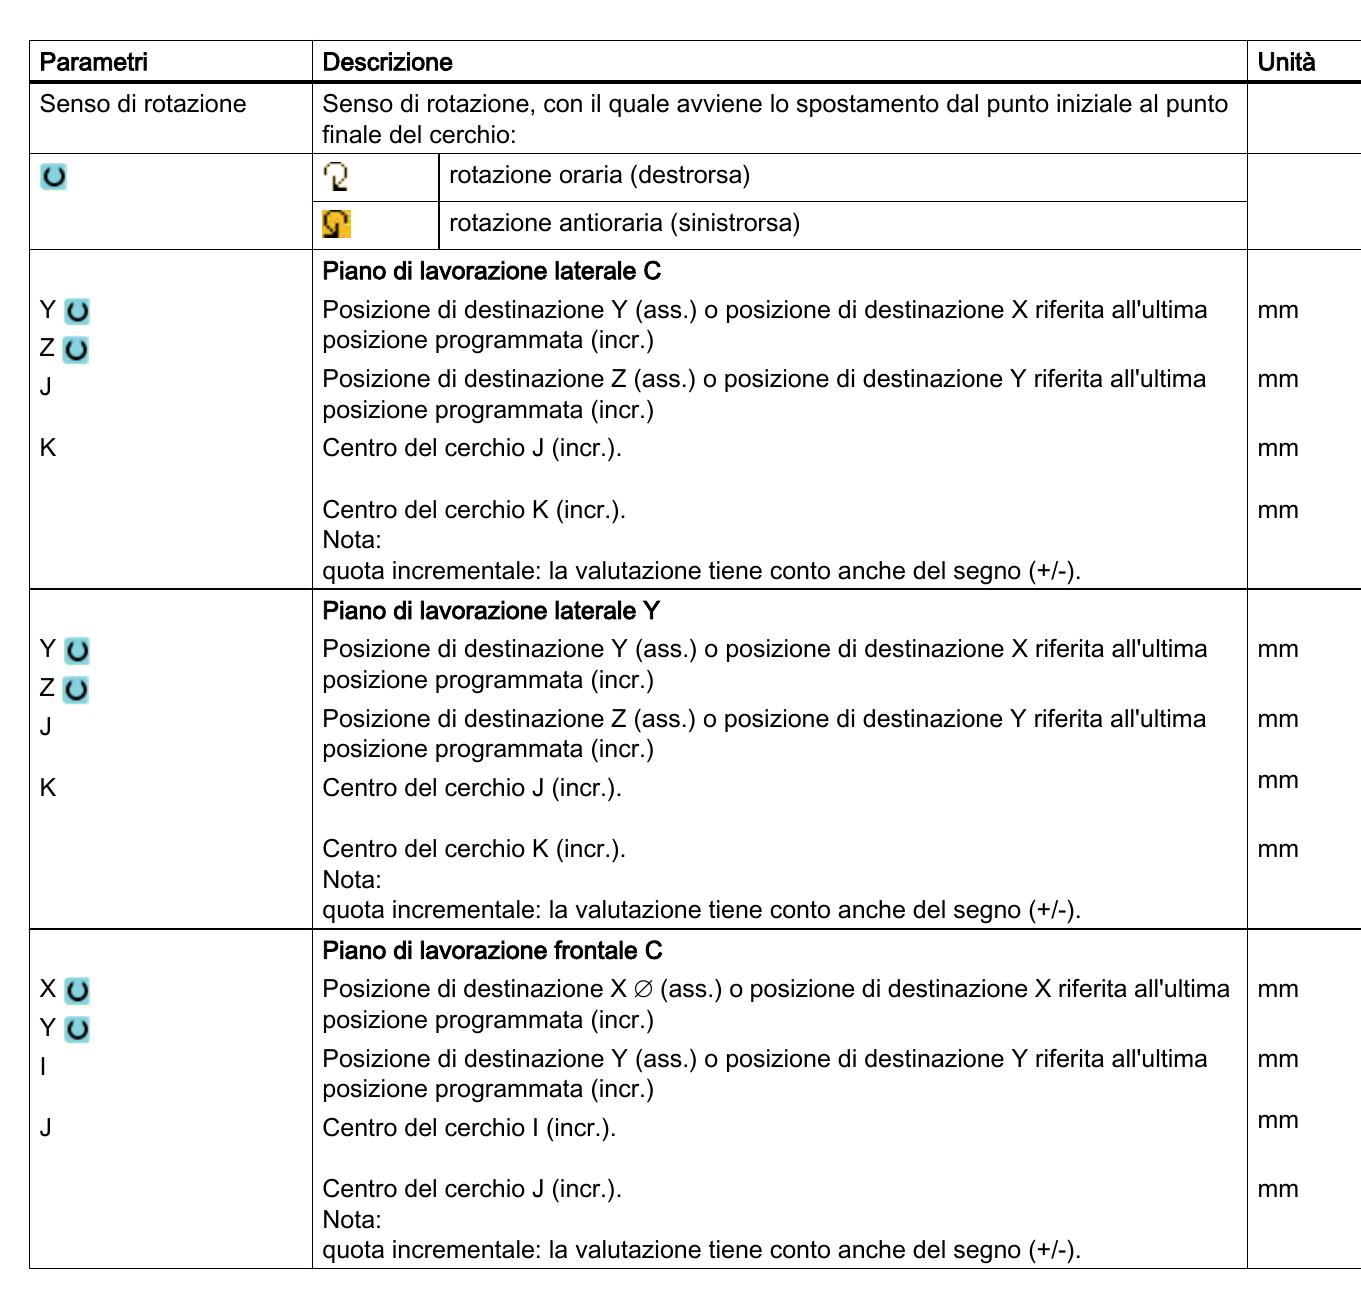 Parametri Descrizione Unità
Senso di rotazione Senso di rotazione, con il quale avviene lo spostamento dal punto iniziale al punto
finale del cerchio:
rotazione oraria (destrorsa)
rotazione antioraria (sinistrorsa)
Piano di lavorazione laterale C
Y Posizione di destinazione Y (ass.) o posizione di destinazione X riferita all'ultima mm
posizione programmata (incr.)
Z
Posizione di destinazione Z (ass.) o posizione di destinazione Y riferita all'ultima mm
J
posizione programmata (incr.)
K Centro del cerchio J (incr.). mm
Centro del cerchio K (incr.). mm
Nota:
quota incrementale: la valutazione tiene conto anche del segno (+/-).
Piano di lavorazione laterale Y
Y Posizione di destinazione Y (ass.) o posizione di destinazione X riferita all'ultima mm
posizione programmata (incr.)
Z
Posizione di destinazione Z (ass.) o posizione di destinazione Y riferita all'ultima mm
J
posizione programmata (incr.)
K Centro del cerchio J (incr.). mm
Centro del cerchio K (incr.). mm
Nota:
quota incrementale: la valutazione tiene conto anche del segno (+/-).
Piano di lavorazione frontale C
X Posizione di destinazione X ∅ (ass.) o posizione di destinazione X riferita all'ultima mm
posizione programmata (incr.)
Y
Posizione di destinazione Y (ass.) o posizione di destinazione Y riferita all'ultima mm
I
posizione programmata (incr.)
J Centro del cerchio I (incr.). mm
Centro del cerchio J (incr.). mm
Nota:
quota incrementale: la valutazione tiene conto anche del segno (+/-).